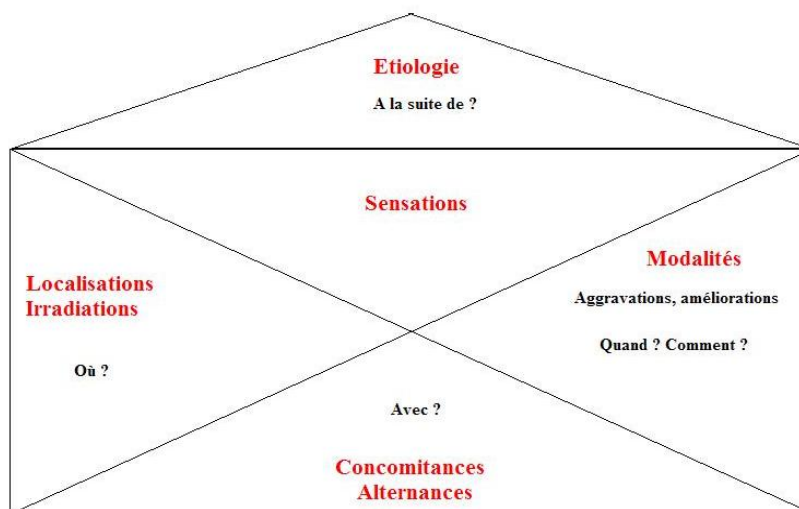 Etiologie
A la suite de ?
Sensations
Localisations
Irradiations
Où ?
Modalités
Aggravations, améliorations
Quand ? Comment ?
Avec ?
Concomitances
Alternances